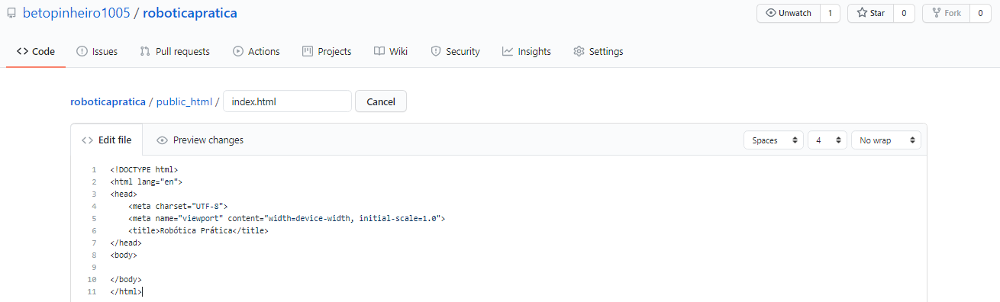 betopinheiro1005 / roboticapratica
Unwatch 1 Star 0 Fork 0
Code Issues Pull requests Actions Projects Wiki Security Insights Settings
roboticapratica / public_html / index.html Cancel
Edit file Preview changes Spaces 4 No wrap
1 <!DOCTYPE html>
2 <html lang="en">
3 <head>
4     <meta charset="UTF-8">
5     <meta name="viewport" content="width=device-width, initial-scale=1.0">
6     <title>Robótica Prática</title>
7 </head>
8 <body>
9
10 </body>
11 </html>